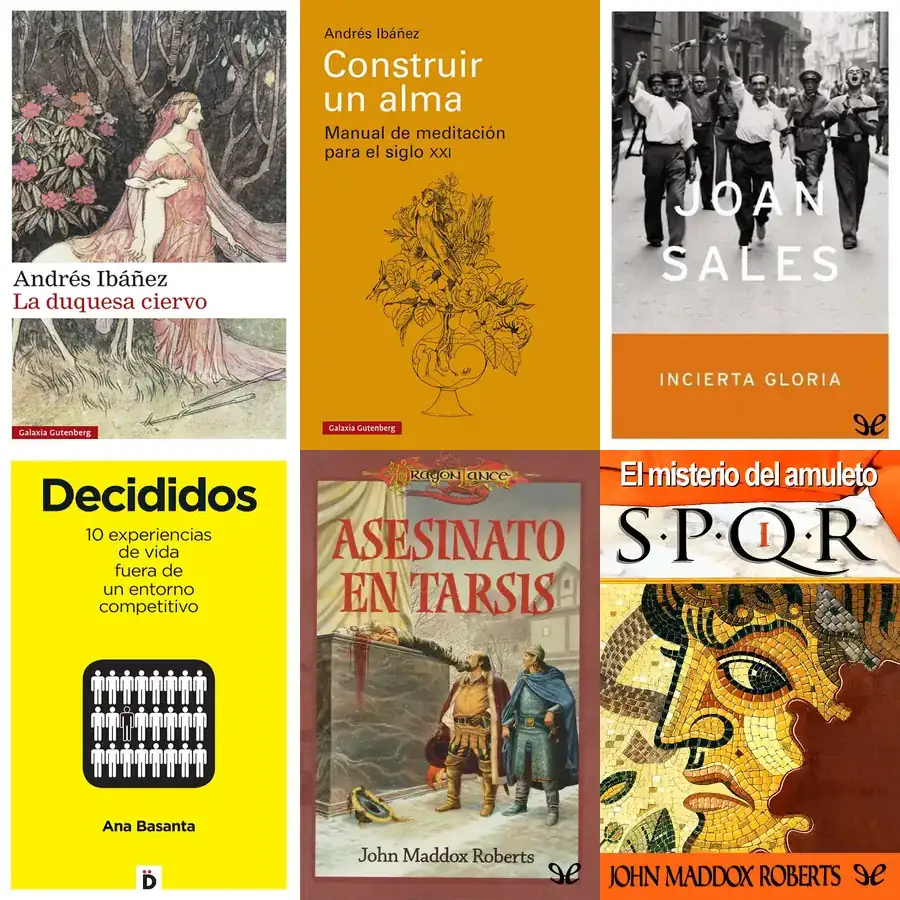 Andrés Ibáñez
La duquesa ciervo
Galaxia Gutenberg
Andrés Ibáñez
Construir
un alma
Manual de meditación
para el siglo XXI
Galaxia Gutenberg
JOAN
SALES
INCIERTA GLORIA
Decididos
10 experiencias
de vida
fuera de
un entorno
competitivo
Ana Basanta
D
DRAGONLANCE
ASESINATO
EN TARSIS
John Maddox Roberts
El misterio del amuleto
S·P·Q·R
I
JOHN MADDOX ROBERTS